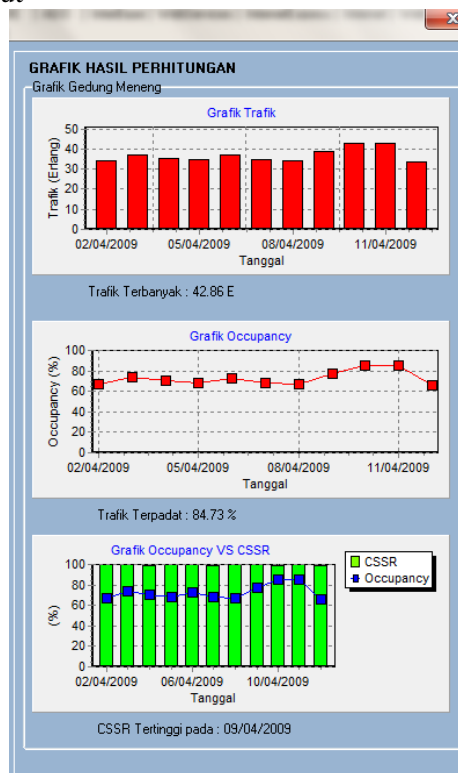 GRAFIK HASIL PERHITUNGAN
Grafik Gedung Meneng
Grafik Trafik
Trafik (Erlang)
50
40
30
20
10
0
02/04/2009 05/04/2009 08/04/2009 11/04/2009
Tanggal
Trafik Terbanyak : 42.86 E
Grafik Occupancy
Occupancy (%)
100
80
60
40
20
0
02/04/2009 05/04/2009 08/04/2009 11/04/2009
Tanggal
Trafik Terpadat : 84.73 %
Grafik Occupancy VS CSSR
CSSR
Occupancy
(%)
100
80
60
40
20
0
02/04/2009 06/04/2009 10/04/2009
Tanggal
CSSR Tertinggi pada : 09/04/2009